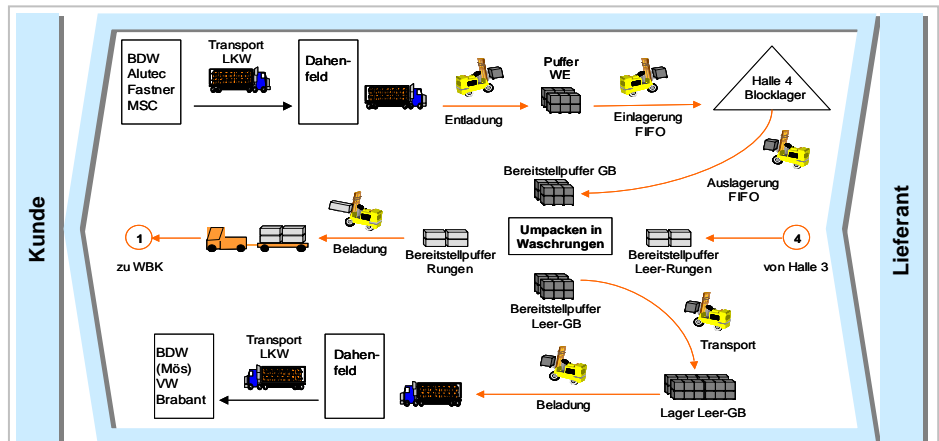 Kunde
Lieferant
BDW
Alutec
Fastner
MSC
Transport
LKW
Dahen-
feld
Entladung
Puffer
WE
Einlagerung
FIFO
Halle 4
Blocklager
Auslagerung
FIFO
Bereitstellpuffer GB
1
zu WBK
Beladung
Bereitstellpuffer
Rungen
Umpacken in
Waschrungen
Bereitstellpuffer
Leer-Rungen
4
von Halle 3
Bereitstellpuffer
Leer-GB
Transport
BDW
(Mös)
VW
Brabant
Transport
LKW
Dahen-
feld
Beladung
Lager Leer-GB